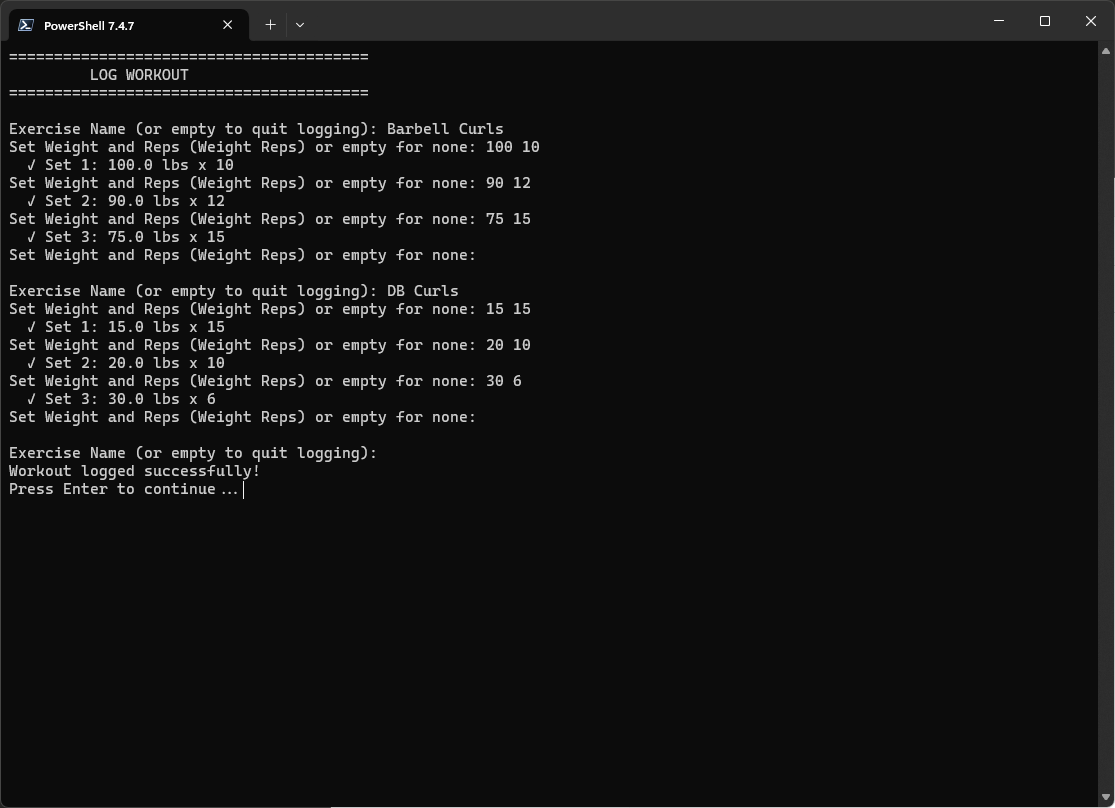 PowerShell 7.4.7
========================================
LOG WORKOUT
========================================
Exercise Name (or empty to quit logging): Barbell Curls
Set Weight and Reps (Weight Reps) or empty for none: 100 10
✓ Set 1: 100.0 lbs x 10
Set Weight and Reps (Weight Reps) or empty for none: 90 12
✓ Set 2: 90.0 lbs x 12
Set Weight and Reps (Weight Reps) or empty for none: 75 15
✓ Set 3: 75.0 lbs x 15
Set Weight and Reps (Weight Reps) or empty for none:
Exercise Name (or empty to quit logging): DB Curls
Set Weight and Reps (Weight Reps) or empty for none: 15 15
✓ Set 1: 15.0 lbs x 15
Set Weight and Reps (Weight Reps) or empty for none: 20 10
✓ Set 2: 20.0 lbs x 10
Set Weight and Reps (Weight Reps) or empty for none: 30 6
✓ Set 3: 30.0 lbs x 6
Set Weight and Reps (Weight Reps) or empty for none:
Exercise Name (or empty to quit logging):
Workout logged successfully!
Press Enter to continue...